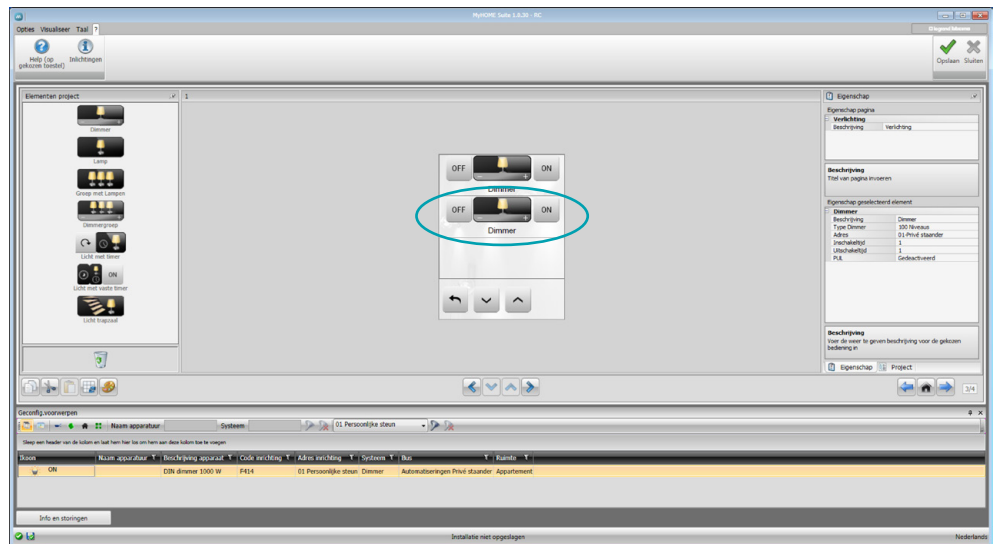 MyHOME Suite 1.0.20 - RC
Opties Visualiseer Taal ?
Help (op gekozen toestel)
Inlichtingen
Opslaan Sluiten
Elementen project
Dimmer
Lamp
Groep met Lampen
Dimmergroep
Licht met timer
ON
Licht met vaste timer
Licht trapzaal
1
OFF ON
Dimmer
OFF ON
Dimmer
Eigenschap
Eigenschap pagina
Verlichting
Beschrijving Verlichting
Beschrijving
Titel van pagina invoeren
Eigenschap geselecteerd element
Dimmer
Beschrijving Dimmer
Type Dimmer 100 Niveaus
Adres 01-Privé staander
Inschakeltijd 1
Uitschakeltijd 1
PUL Gedeactiveerd
Beschrijving
Voer de weer te geven beschrijving voor de gekozen
bediening in
Eigenschap Project
3/4
Geconfig.voorwerpen
Naam apparatuur Systeem 01 Persoonlijke steun
Sleep een header van de kolom en laat hem hier los om hem aan deze kolom toe te voegen
Ikoon Naam apparatuur Beschrijving apparaat Code inrichting Adres inrichting Systeem Bus Ruimte
ON DIN dimmer 1000 W F414 01 Persoonlijke steun Dimmer Automatiseringen Privé staander Appartement
Info en storingen
Installatie niet opgeslagen
Nederlands